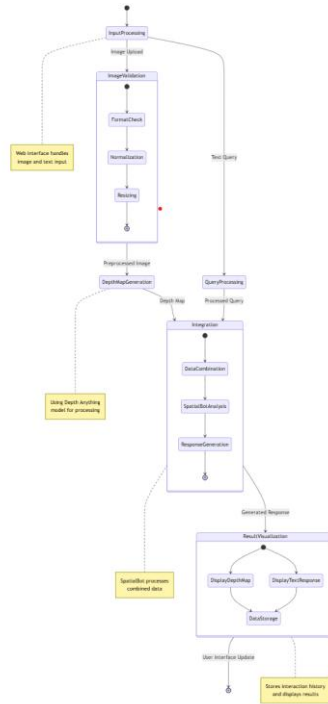 InputProcessing
Image Upload
ImageValidation
FormatCheck
Web interface handles
image and text input
Normalization
Text Query
Resizing
Preprocessed Image
DepthMapGeneration
QueryProcessing
Depth Map
Processed Query
Integration
DataCombination
Using Depth Anything
model for processing
SpatialBotAnalysis
ResponseGeneration
Generated Response
ResultVisualization
SpatialBot processes
combined data
DisplayDepthMap
DisplayTextResponse
DataStorage
User Interface Update
Stores interaction history
and displays results